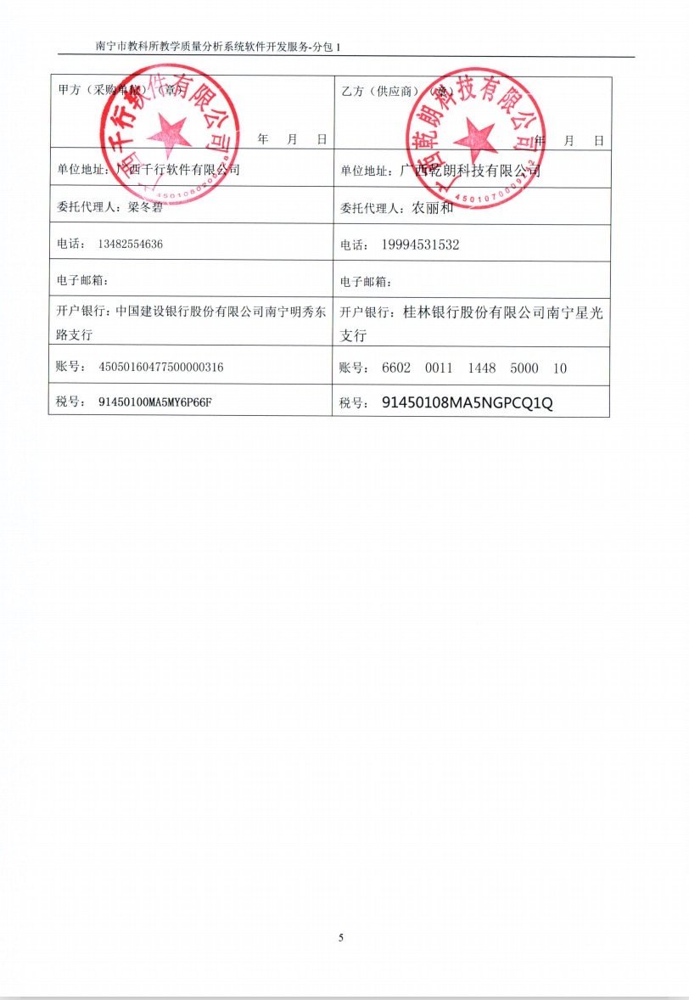 南宁市教科所教学质量分析系统软件开发服务-分包 1
甲方（采购单位）（章）
年 月 日
乙方（供应商）（章）
年 月 日
广西千行软件有限公司
广西乾朗科技有限公司
单位地址：广西千行软件有限公司
单位地址：广西乾朗科技有限公司
委托代理人：梁冬碧
委托代理人：农丽和
电话： 13482554636
电话： 19994531532
电子邮箱：
电子邮箱：
开户银行：中国建设银行股份有限公司南宁明秀东
路支行
开户银行：桂林银行股份有限公司南宁星光
支行
账号： 45050160477500000316
账号： 6602 0011 1448 5000 10
税号： 91450100MA5MY6P66F
税号： 91450108MA5NGPCQ1Q
5